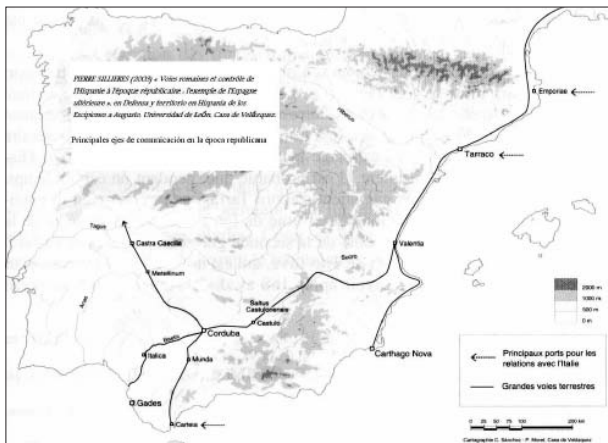 PIERRE SILLIERES (2003) « Voies romaines et contrôle de
l'Hispanie à l'époque républicaine : l'exemple de l'Espagne
ultérieure », en Defensa y territorio en Hispania de los
Escipiones a Augusto. Universidad de León. Casa de Velázquez.
Principales ejes de comunicación en la época republicana
Hiberus
Emporiae
Tarraco
Tagus
Castra Caecilia
Valentia
Metellinum
Sucro
Anas
Saltus
Castulonensis
Castulo
Corduba
Baetis
Italica
Munda
Carthago Nova
Gades
Carteia
2000 m
1000 m
500 m
0 m
Principaux ports pour les
relations avec l'Italie
Grandes voies terrestres
0 25 50 75 100 200 km
Cartographie C. Sánchez - P. Moret, Casa de Velázquez